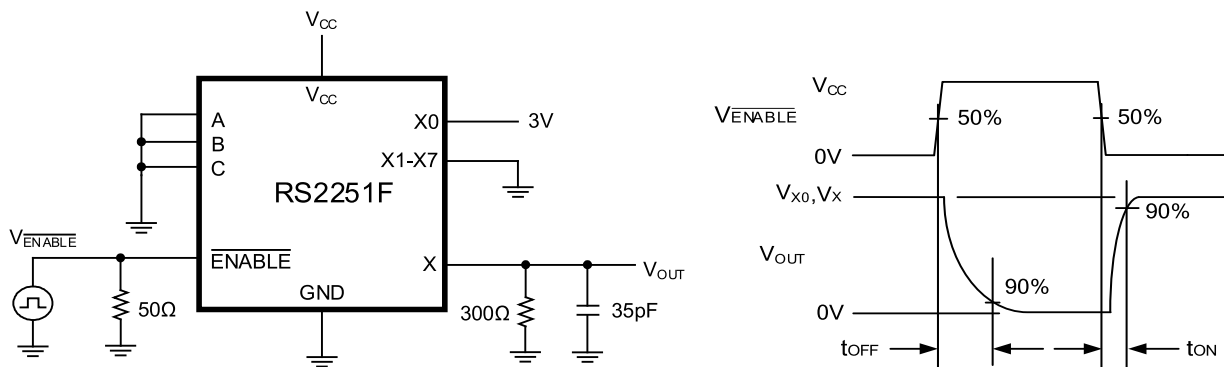 VCC
VCC
A
B
C
X0
3V
X1-X7
RS2251F
VENABLE
ENABLE
X
VOUT
GND
50Ω
300Ω
35pF
VCC
VENABLE
50%
50%
0V
VX0,VX
90%
VOUT
90%
0V
tOFF
tON